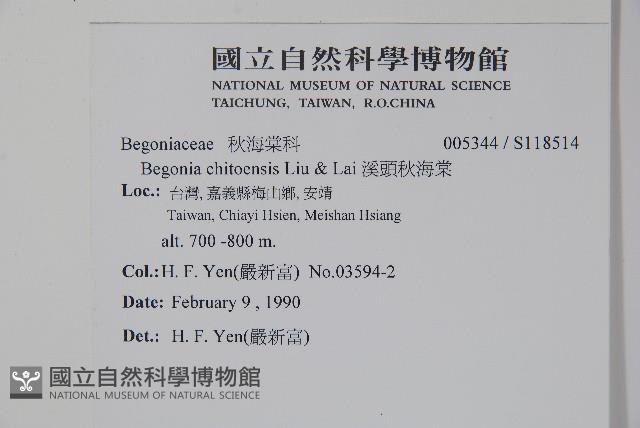 國立自然科學博物館
NATIONAL MUSEUM OF NATURAL SCIENCE
TAICHUNG, TAIWAN, R.O.CHINA
Begoniaceae 秋海棠科 005344 / S118514
Begonia chitoensis Liu & Lai 溪頭秋海棠
Loc.: 台灣, 嘉義縣梅山鄉, 安靖
Taiwan, Chiayi Hsien, Meishan Hsiang
alt. 700 -800 m.
Col.: H. F. Yen(嚴新富) No.03594-2
Date: February 9 , 1990
Det.: H. F. Yen(嚴新富)
國立自然科學博物館
NATIONAL MUSEUM OF NATURAL SCIENCE